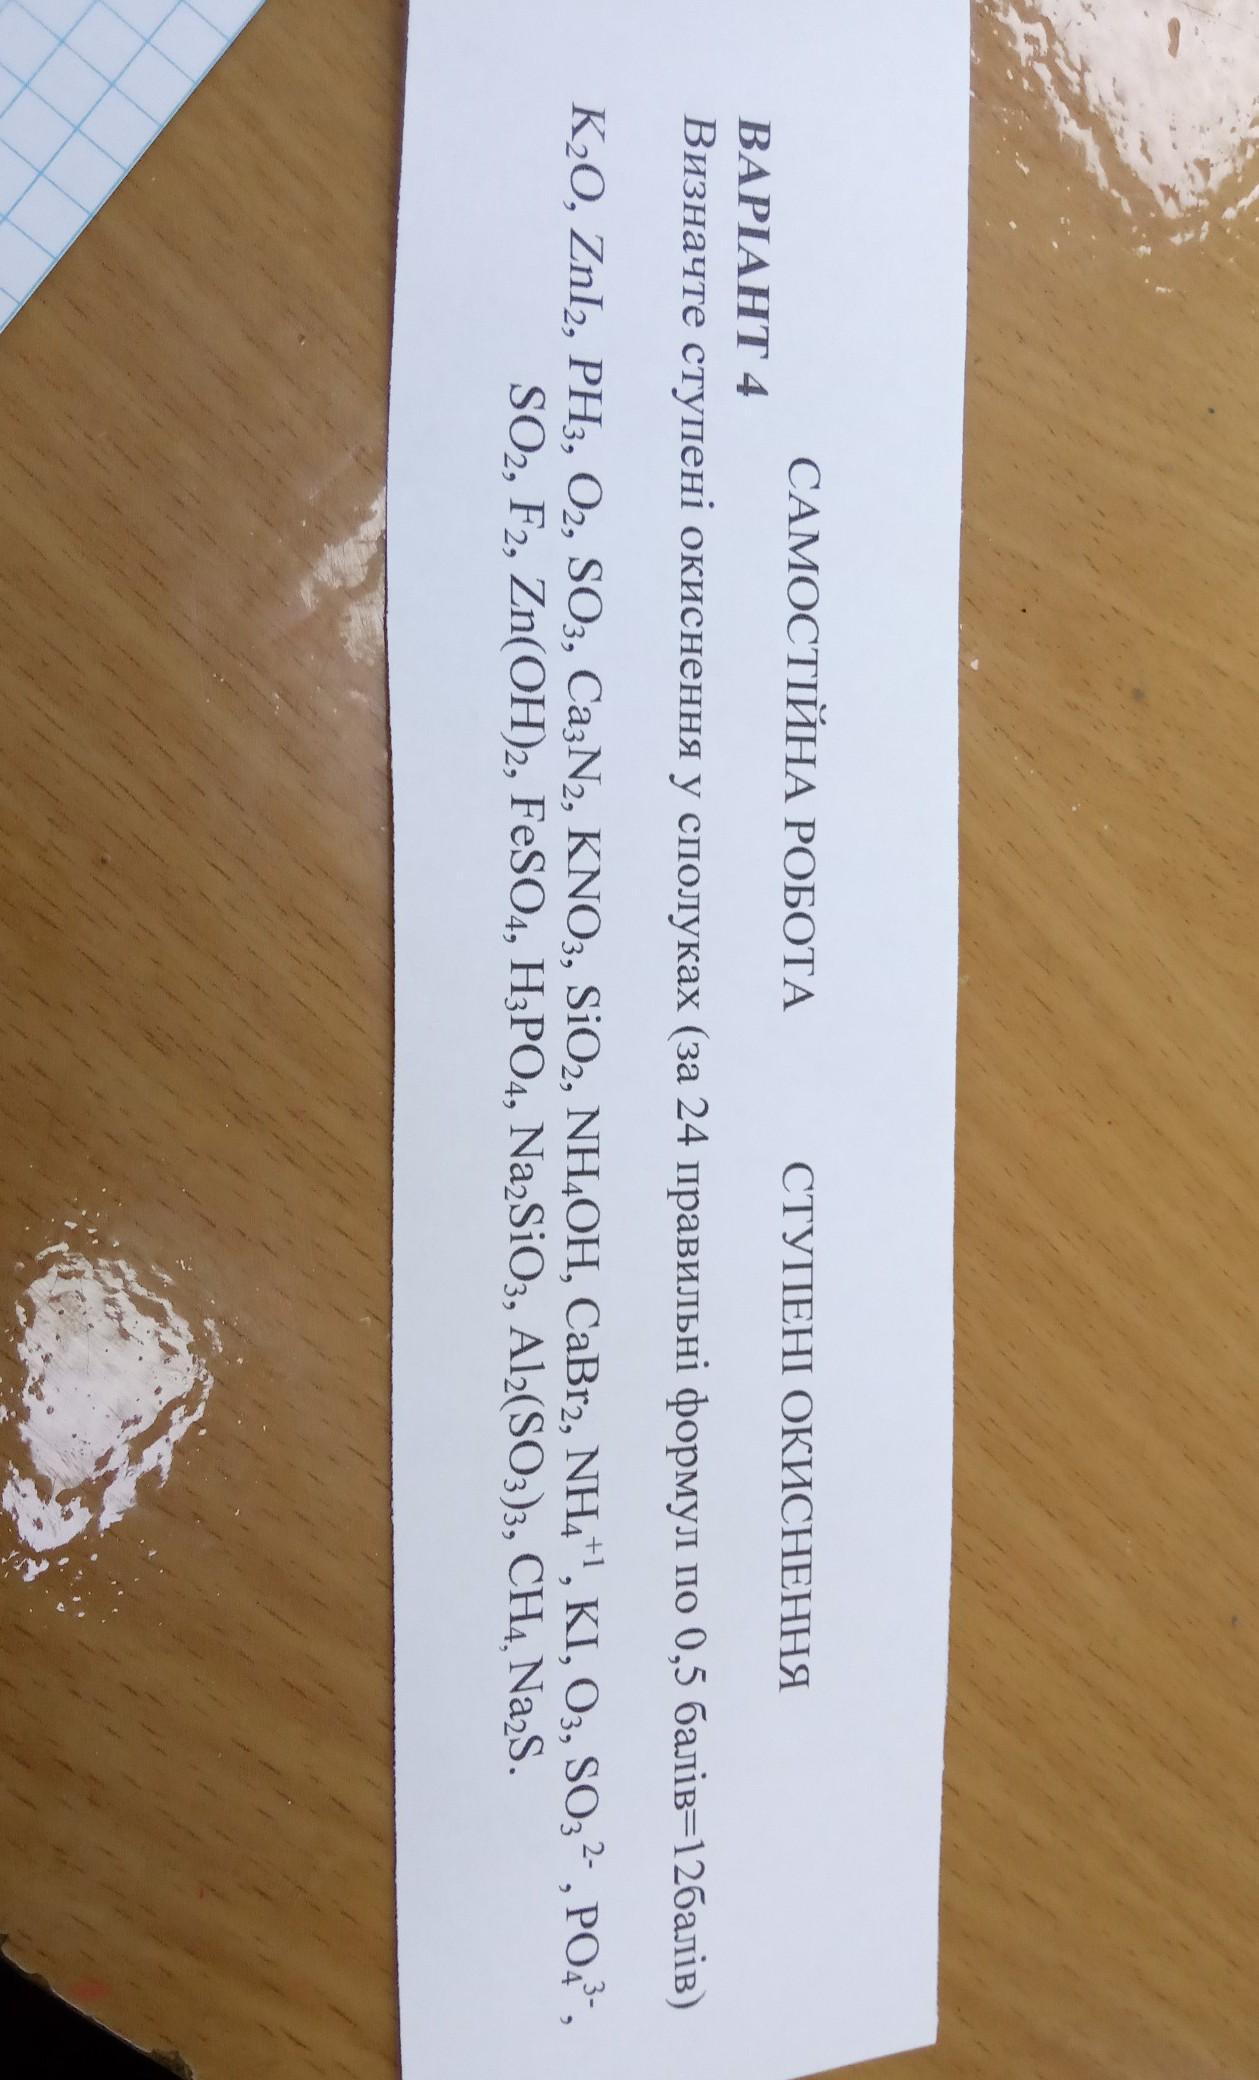 САМОСТІЙНА РОБОТА СТУПЕНІ ОКИСНЕННЯ
ВАРІАНТ 4
Визначте ступені окиснення у сполуках (за 24 правильні формул по 0,5 балів=12балів)
K₂O, ZnI₂, PH₃, O₂, SO₃, Ca₃N₂, KNO₃, SiO₂, NH₄OH, CaBr₂, NH₄⁺¹, KI, O₃, SO₃²⁻, PO₄³⁻,
SO₂, F₂, Zn(OH)₂, FeSO₄, H₃PO₄, Na₂SiO₃, Al₂(SO₃)₃, CH₄, Na₂S.